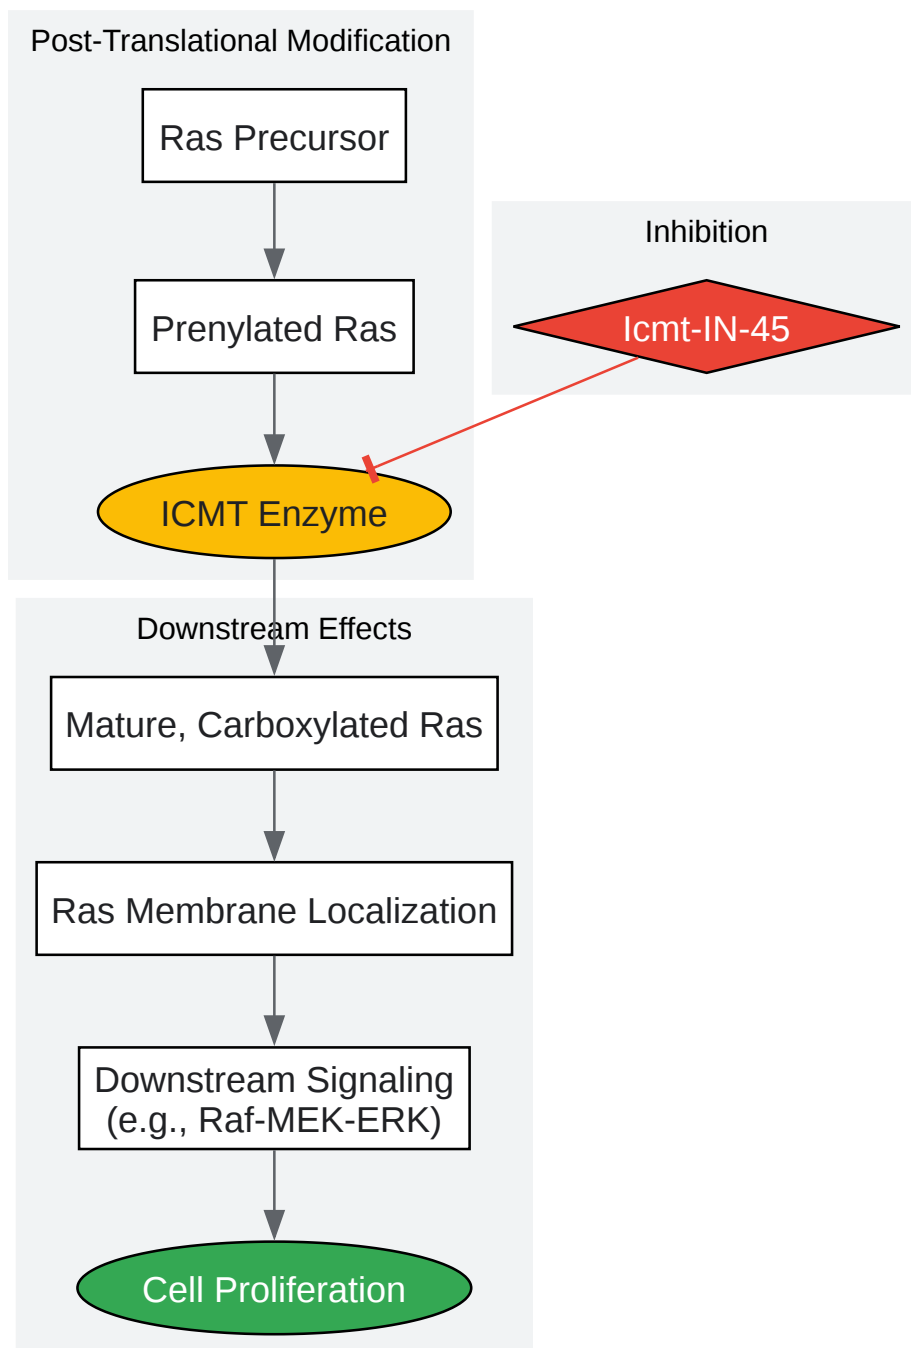 Post-Translational Modification
Ras Precursor
Prenylated Ras
ICMT Enzyme
Inhibition
Icmt-IN-45
Downstream Effects
Mature, Carboxylated Ras
Ras Membrane Localization
Downstream Signaling
(e.g., Raf-MEK-ERK)
Cell Proliferation